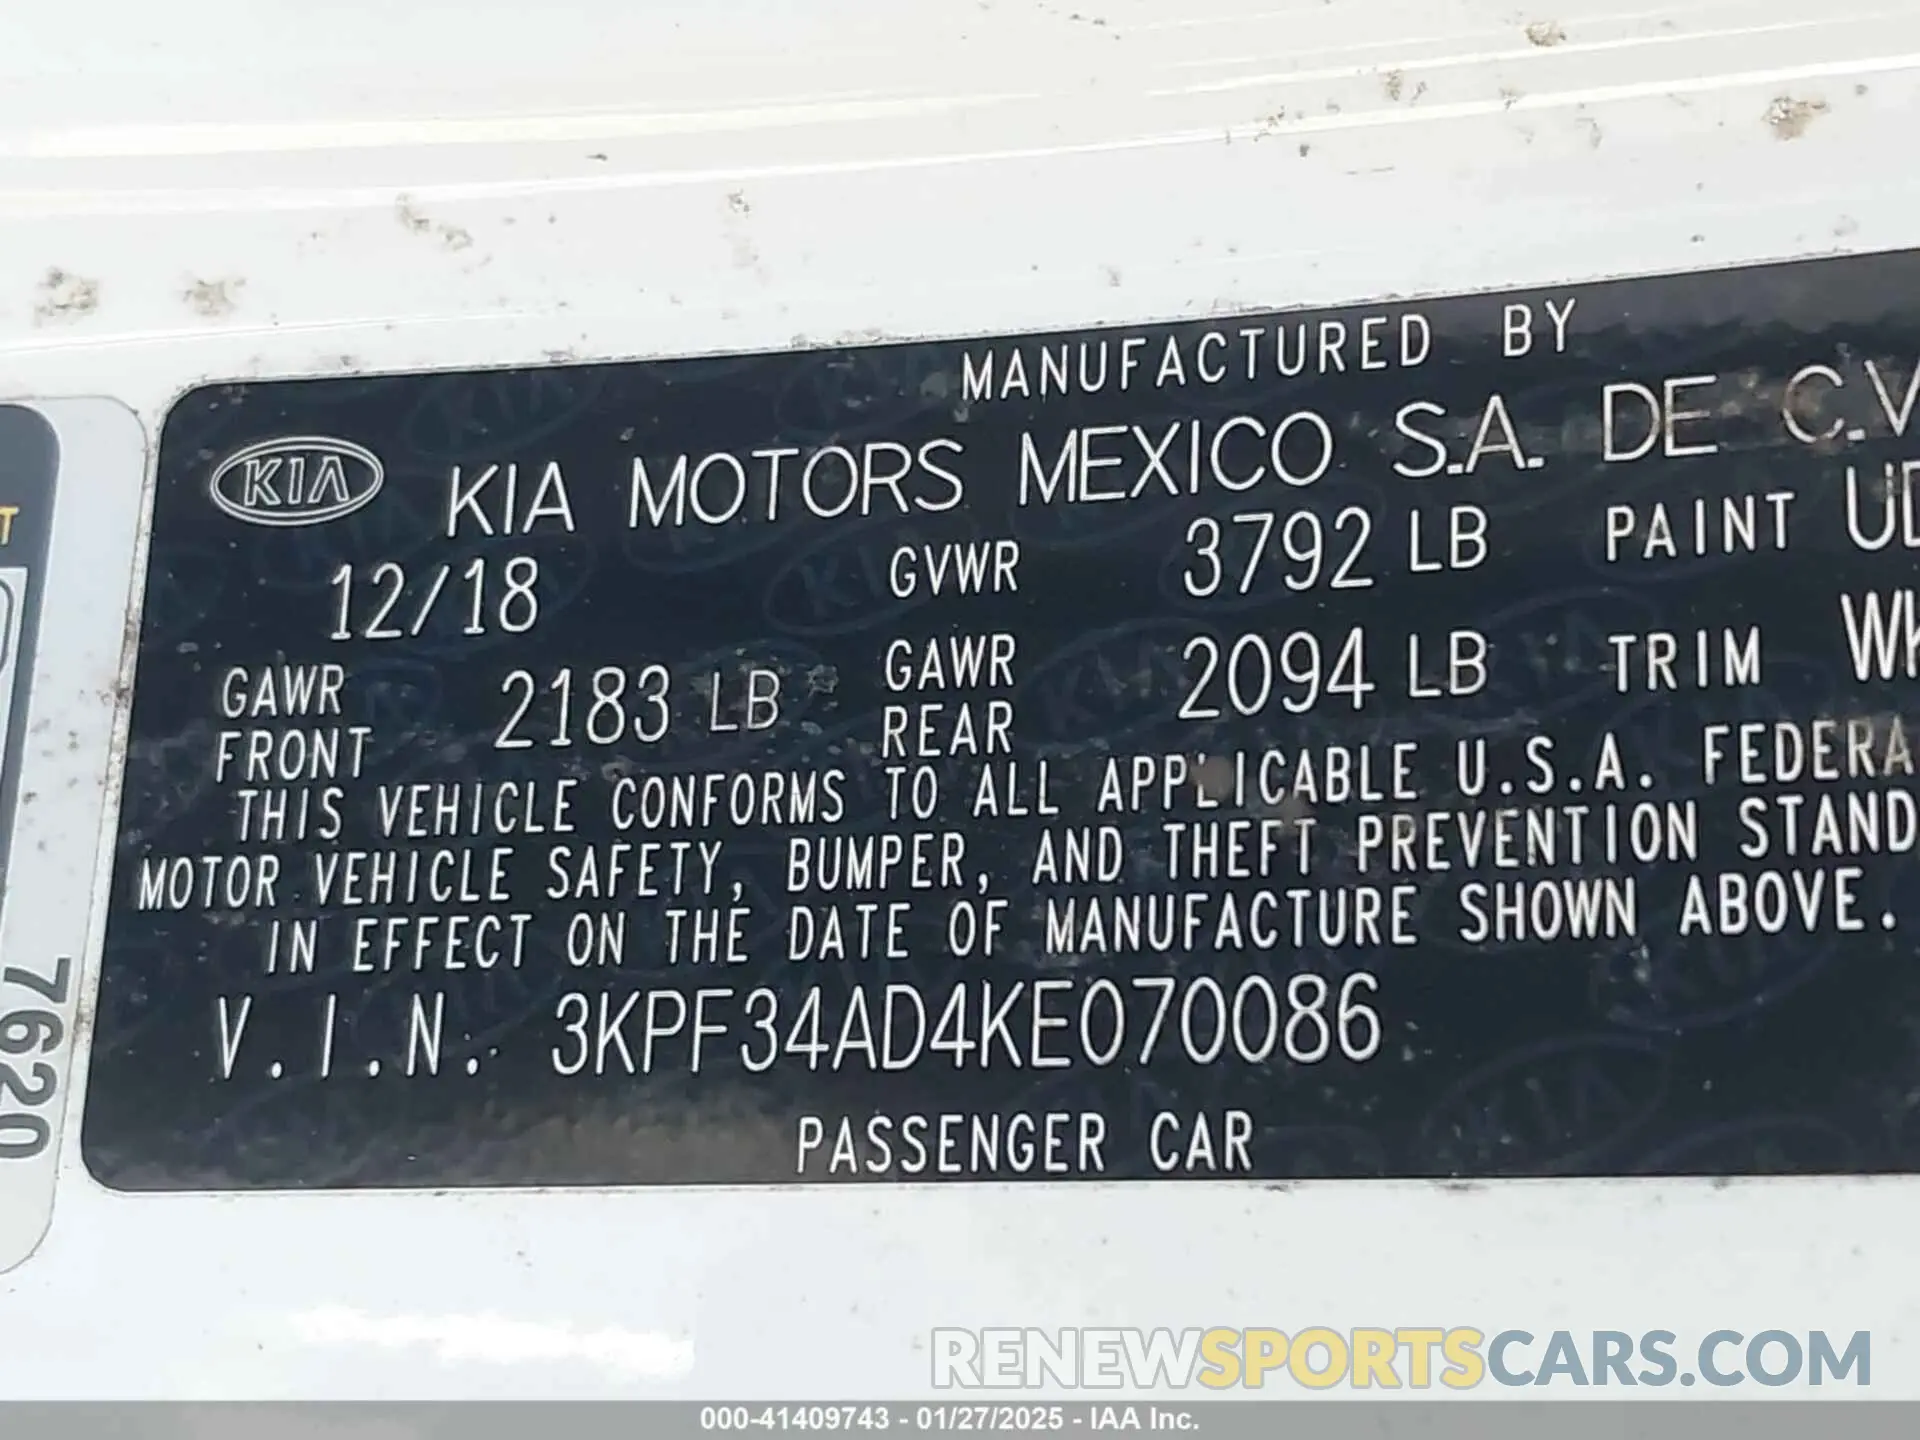 MANUFACTURED BY
KIA KIA MOTORS MEXICO S.A. DE C.V
12/18 GVWR 3792 LB PAINT UD
GAWR FRONT 2183 LB GAWR REAR 2094 LB TRIM WK
THIS VEHICLE CONFORMS TO ALL APPLICABLE U.S.A. FEDERA
MOTOR VEHICLE SAFETY, BUMPER, AND THEFT PREVENTION STAND
IN EFFECT ON THE DATE OF MANUFACTURE SHOWN ABOVE.
V.I.N.: 3KPF34AD4KE070086
PASSENGER CAR
T
7620
RENEWSPORTSCARS.COM
000-41409743 - 01/27/2025 - IAA Inc.